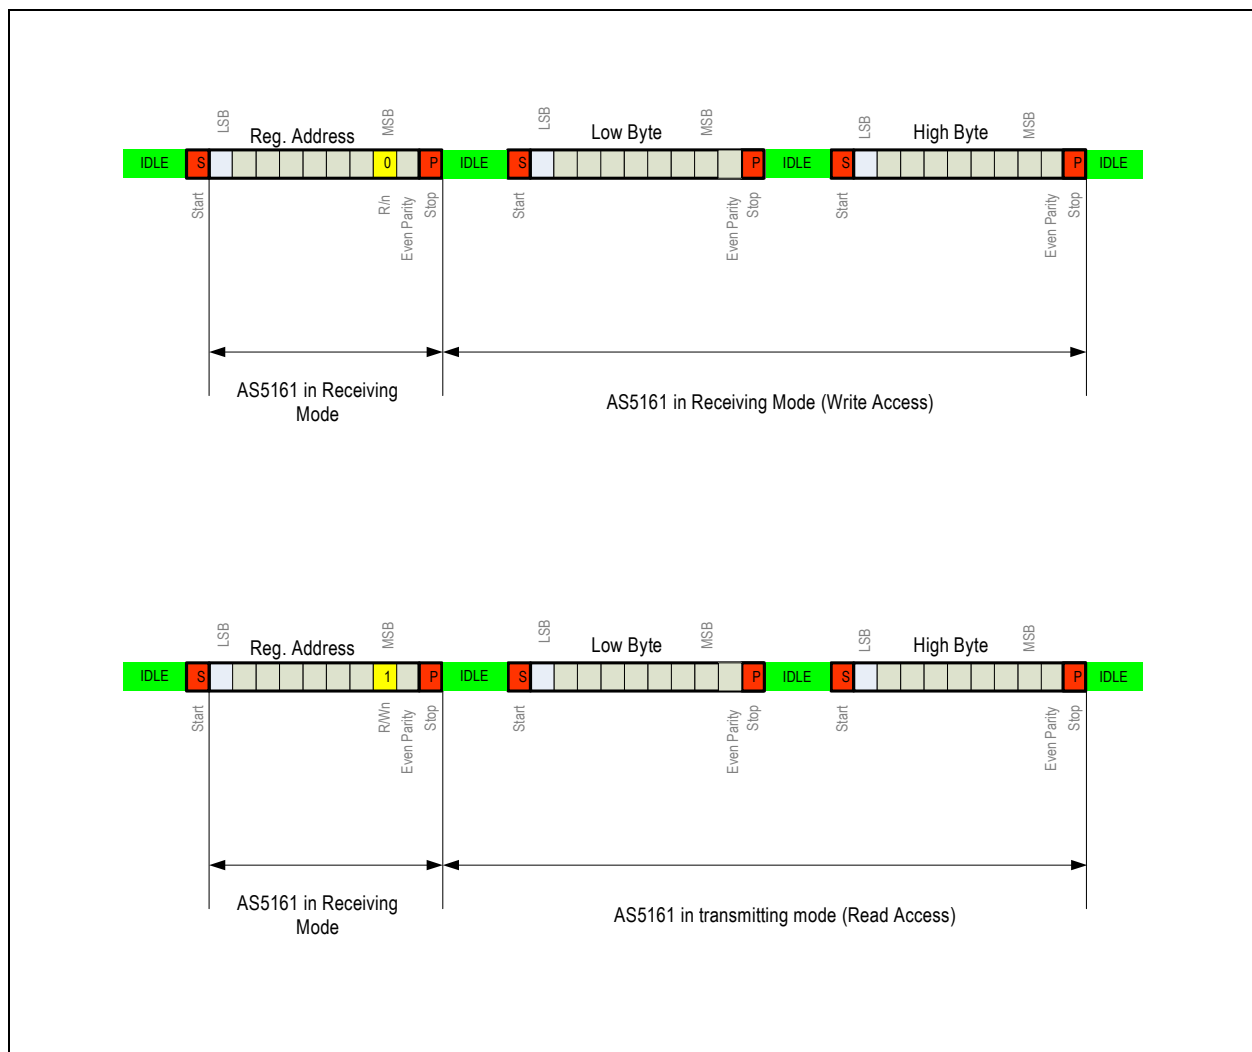 LSB MSB LSB MSB LSB MSB
Reg. Address Low Byte High Byte
IDLE S 0 P IDLE S P IDLE S P IDLE
Start R/n Even Parity Stop Start Even Parity Stop Start Even Parity Stop
AS5161 in Receiving
Mode
AS5161 in Receiving Mode (Write Access)
LSB MSB LSB MSB LSB MSB
Reg. Address Low Byte High Byte
IDLE S 1 P IDLE S P IDLE S P IDLE
Start R/Wn Even Parity Stop Start Even Parity Stop Start Even Parity Stop
AS5161 in Receiving
Mode
AS5161 in transmitting mode (Read Access)